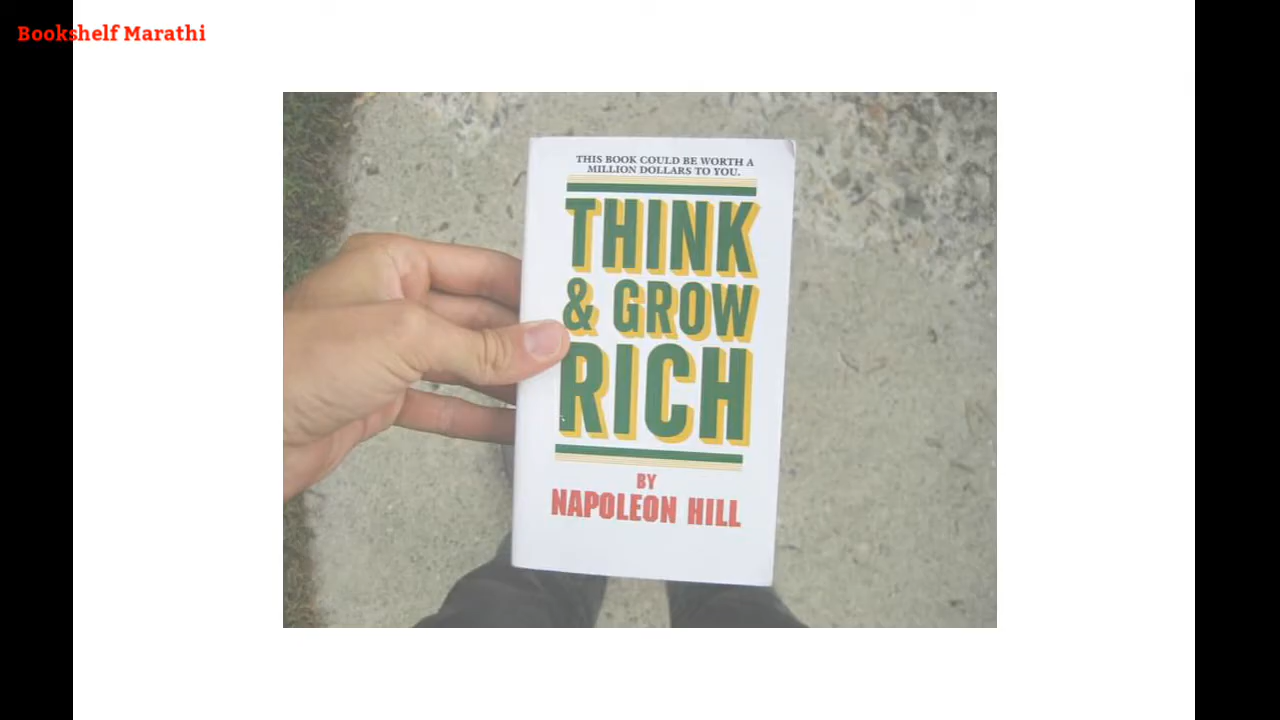 Bookshelf Marathi
THIS BOOK COULD BE WORTH A
MILLION DOLLARS TO YOU.
THINK
& GROW
RICH
BY
NAPOLEON HILL